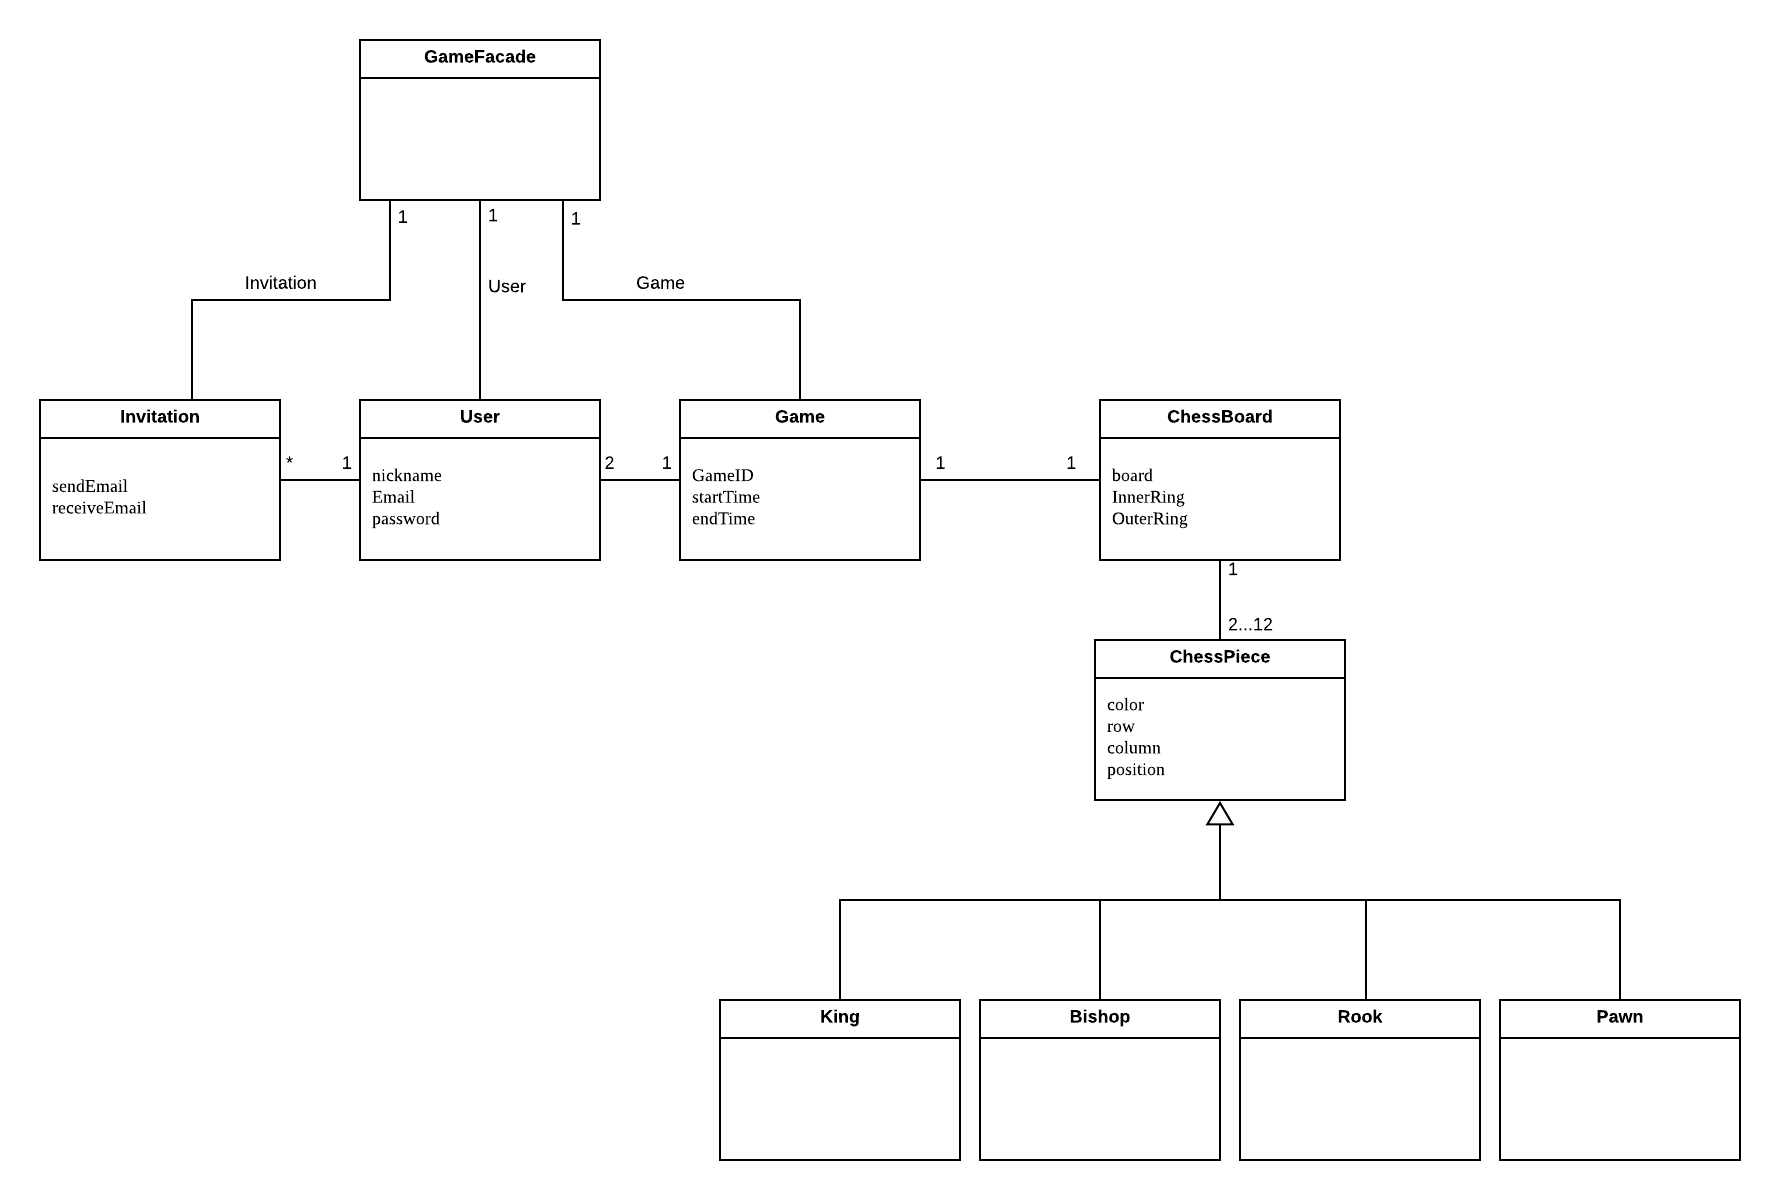 GameFacade
1
1
1
Invitation
User
Game
Invitation
sendEmail
receiveEmail
*
1
User
nickname
Email
password
2
1
Game
GameID
startTime
endTime
1
1
ChessBoard
board
InnerRing
OuterRing
1
2...12
ChessPiece
color
row
column
position
King
Bishop
Rook
Pawn